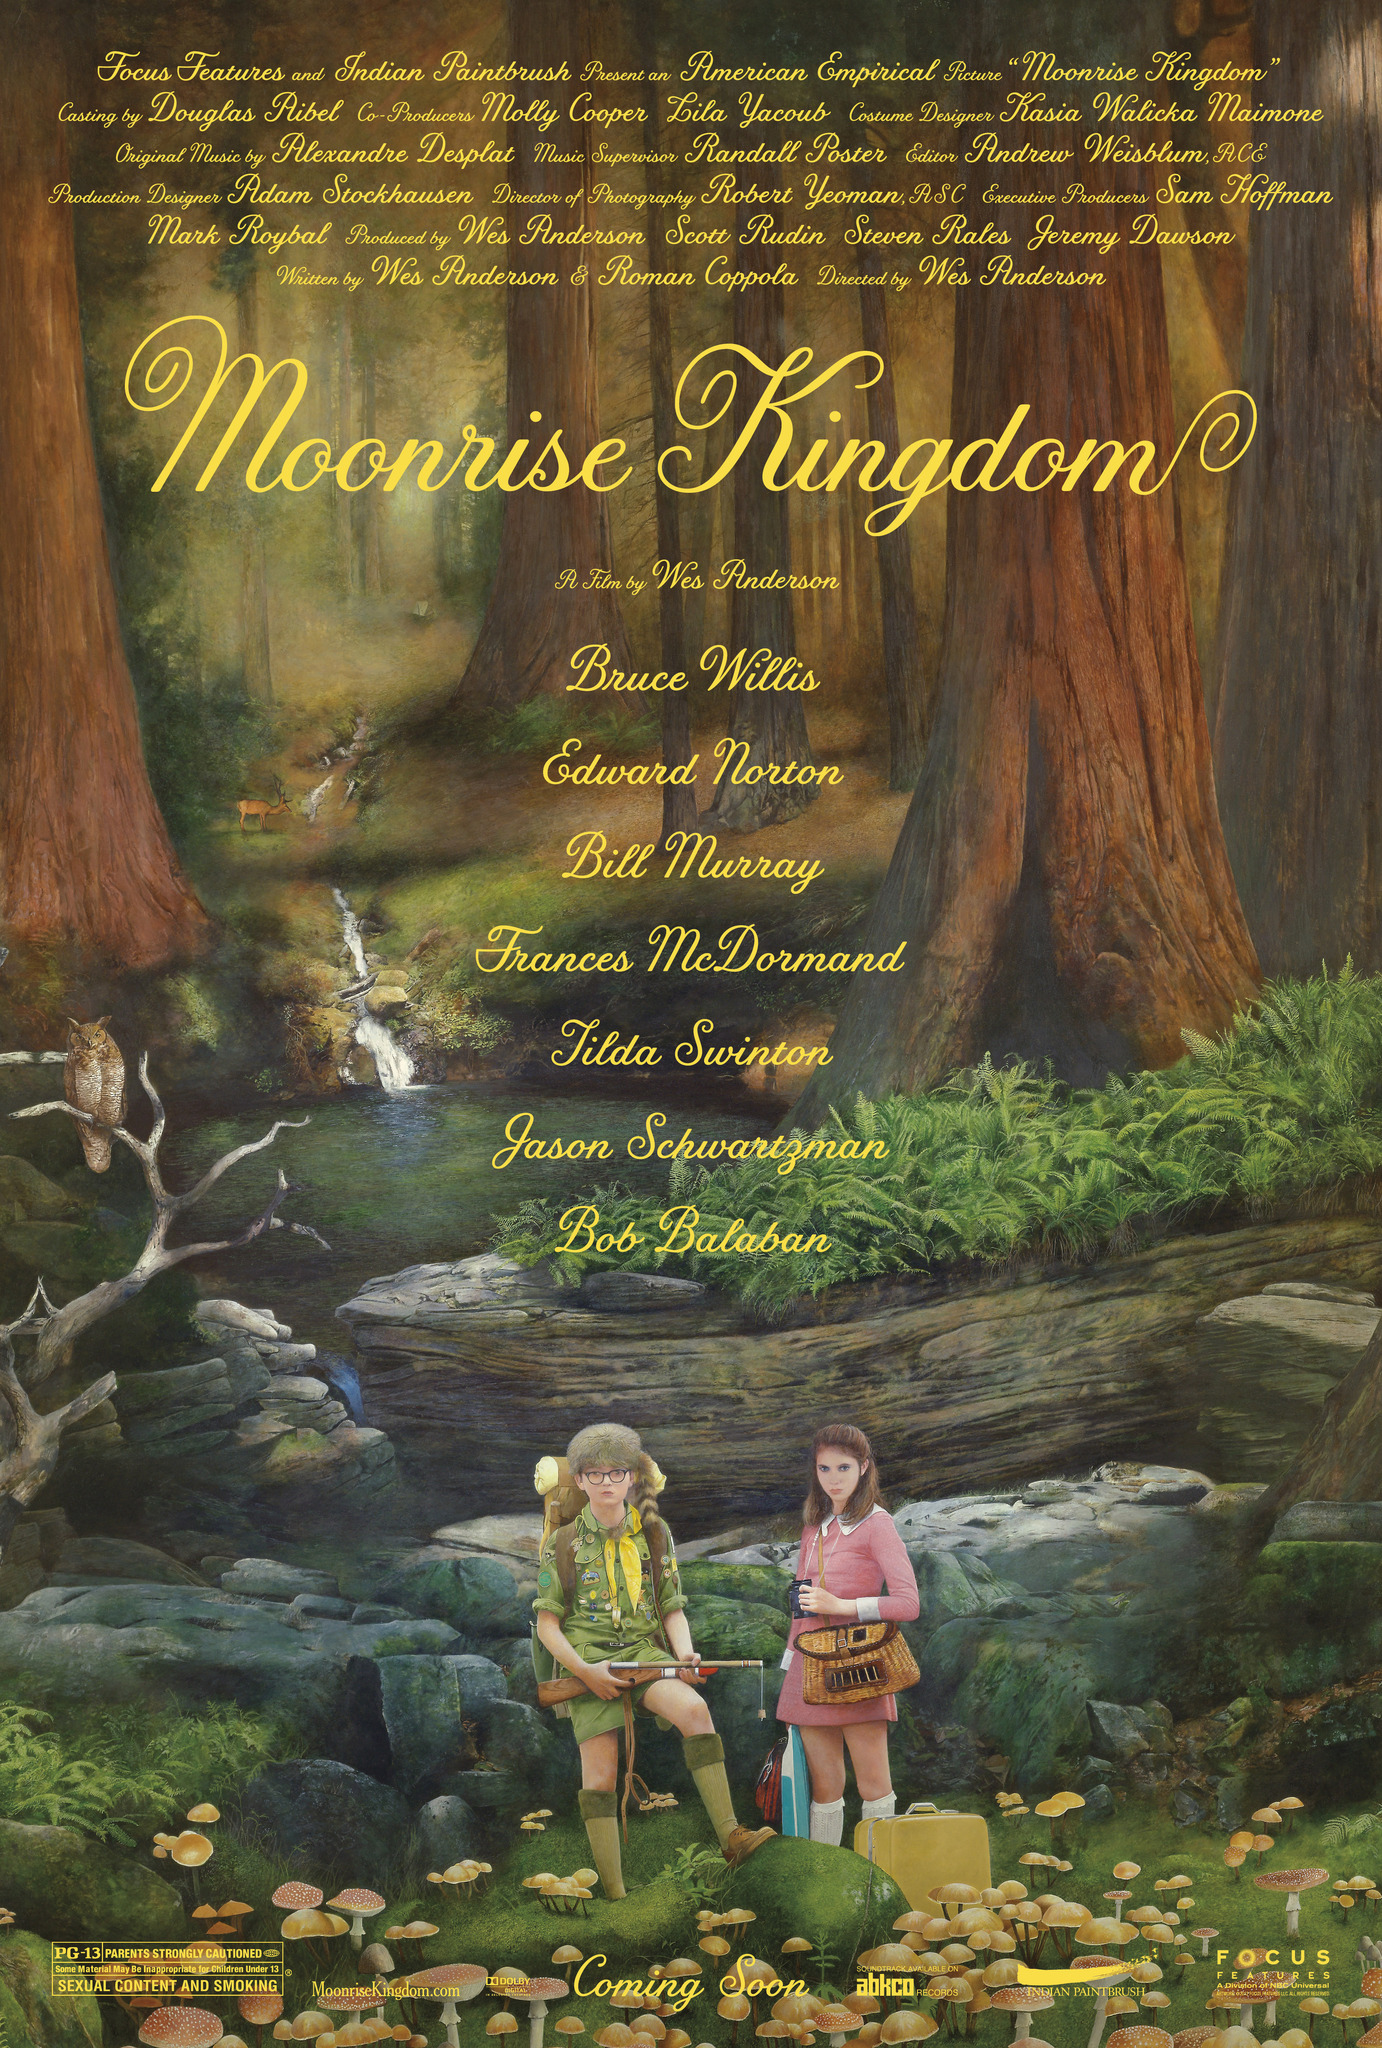 Focus Features and Indian Paintbrush Present an American Empirical Picture "Moonrise Kingdom"
Casting by Douglas Aibel Co-Producers Molly Cooper Lila Yacoub Costume Designer Kasia Walicka Maimone
Original Music by Alexandre Desplat Music Supervisor Randall Poster Editor Andrew Weisblum, ACE
Production Designer Adam Stockhausen Director of Photography Robert Yeoman, ASC Executive Producers Sam Hoffman
Mark Roybal Produced by Wes Anderson Scott Rudin Steven Rales Jeremy Dawson
Written by Wes Anderson & Roman Coppola Directed by Wes Anderson
Moonrise Kingdom
A Film by Wes Anderson
Bruce Willis
Edward Norton
Bill Murray
Frances McDormand
Tilda Swinton
Jason Schwartzman
Bob Balaban
PG-13 PARENTS STRONGLY CAUTIONED
Some Material May Be Inappropriate for Children Under 13
SEXUAL CONTENT AND SMOKING
MoonriseKingdom.com
DOLBY
DIGITAL
Coming Soon
SOUNDTRACK AVAILABLE ON
abkco RECORDS
INDIAN PAINTBRUSH
FOCUS
FEATURES
A Division of NBC Universal